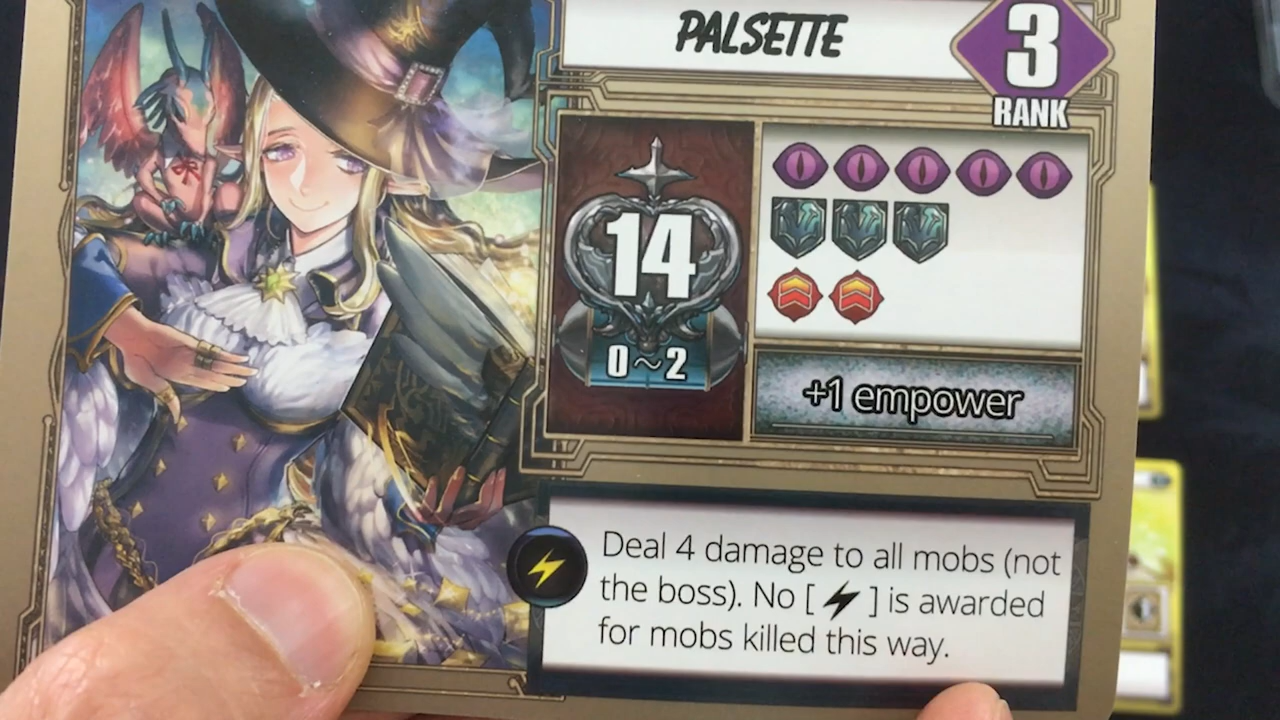 PALSETTE
3
RANK
14
0~2
+1 empower
Deal 4 damage to all mobs (not
the boss). No [ ⚡ ] is awarded
for mobs killed this way.